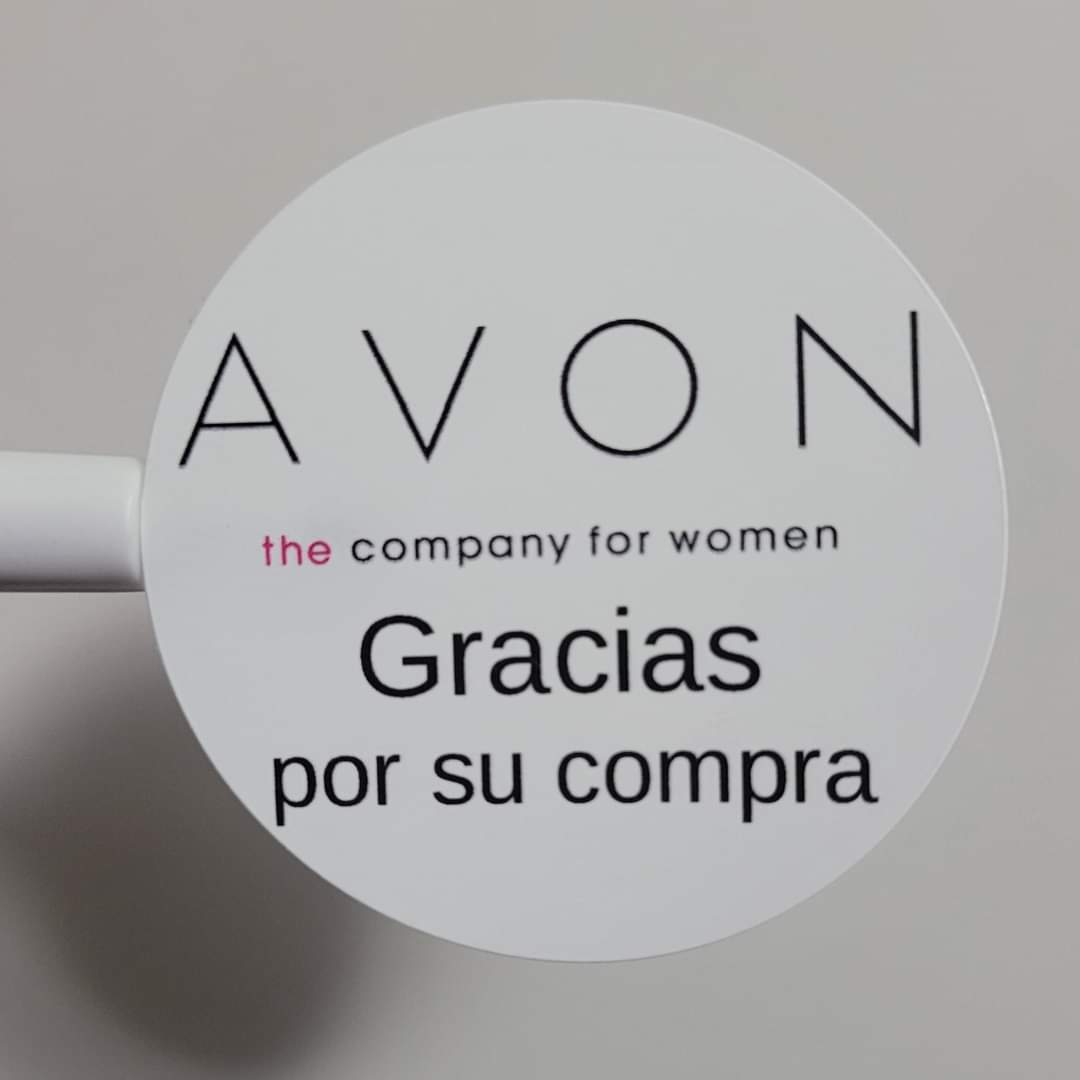 AVON
the company for women
Gracias
por su compra